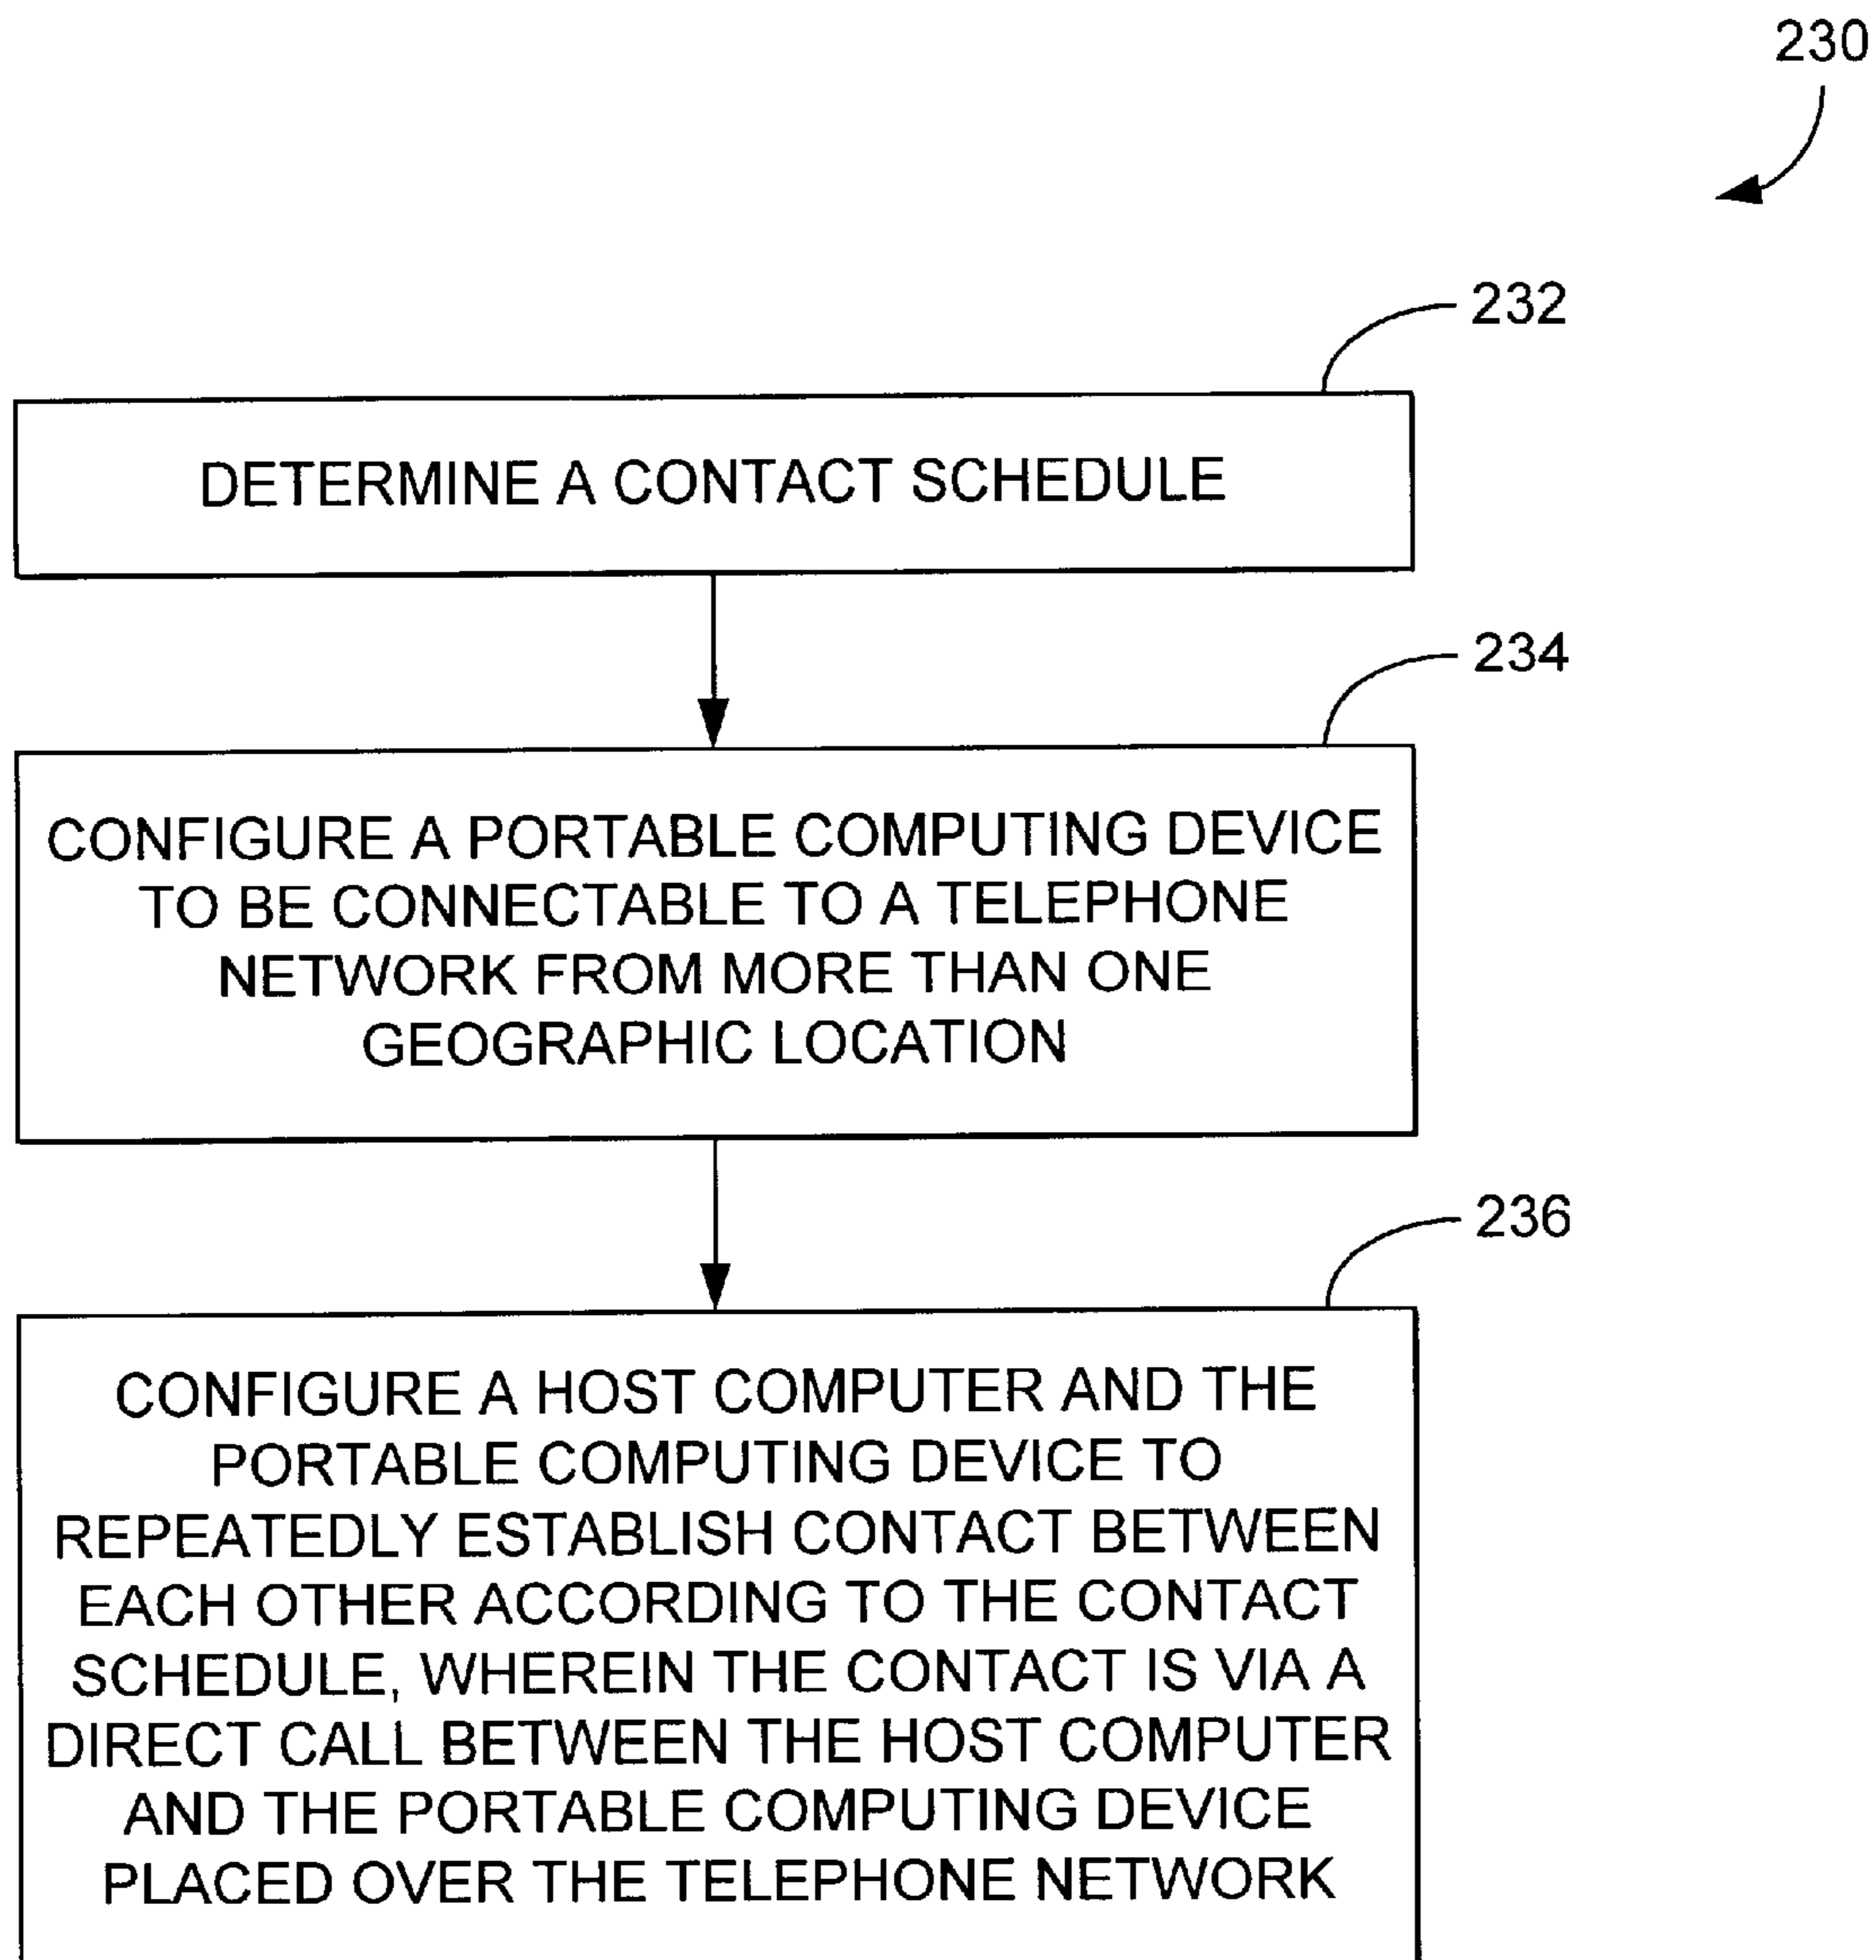 230
232
DETERMINE A CONTACT SCHEDULE
234
CONFIGURE A PORTABLE COMPUTING DEVICE
TO BE CONNECTABLE TO A TELEPHONE
NETWORK FROM MORE THAN ONE
GEOGRAPHIC LOCATION
236
CONFIGURE A HOST COMPUTER AND THE
PORTABLE COMPUTING DEVICE TO
REPEATEDLY ESTABLISH CONTACT BETWEEN
EACH OTHER ACCORDING TO THE CONTACT
SCHEDULE, WHEREIN THE CONTACT IS VIA A
DIRECT CALL BETWEEN THE HOST COMPUTER
AND THE PORTABLE COMPUTING DEVICE
PLACED OVER THE TELEPHONE NETWORK